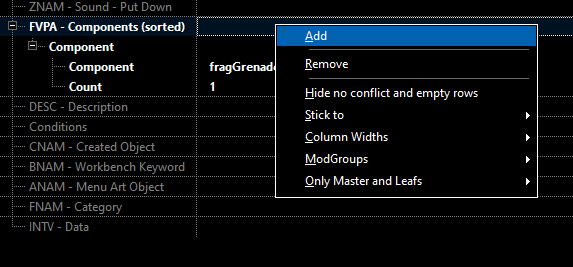 ZNAM - Sound - Put Down
FVPA - Components (sorted)
Component
Component fragGrenade
Count 1
DESC - Description
Conditions
CNAM - Created Object
BNAM - Workbench Keyword
ANAM - Menu Art Object
FNAM - Category
INTV - Data
Add
Remove
Hide no conflict and empty rows
Stick to
Column Widths
ModGroups
Only Master and Leafs